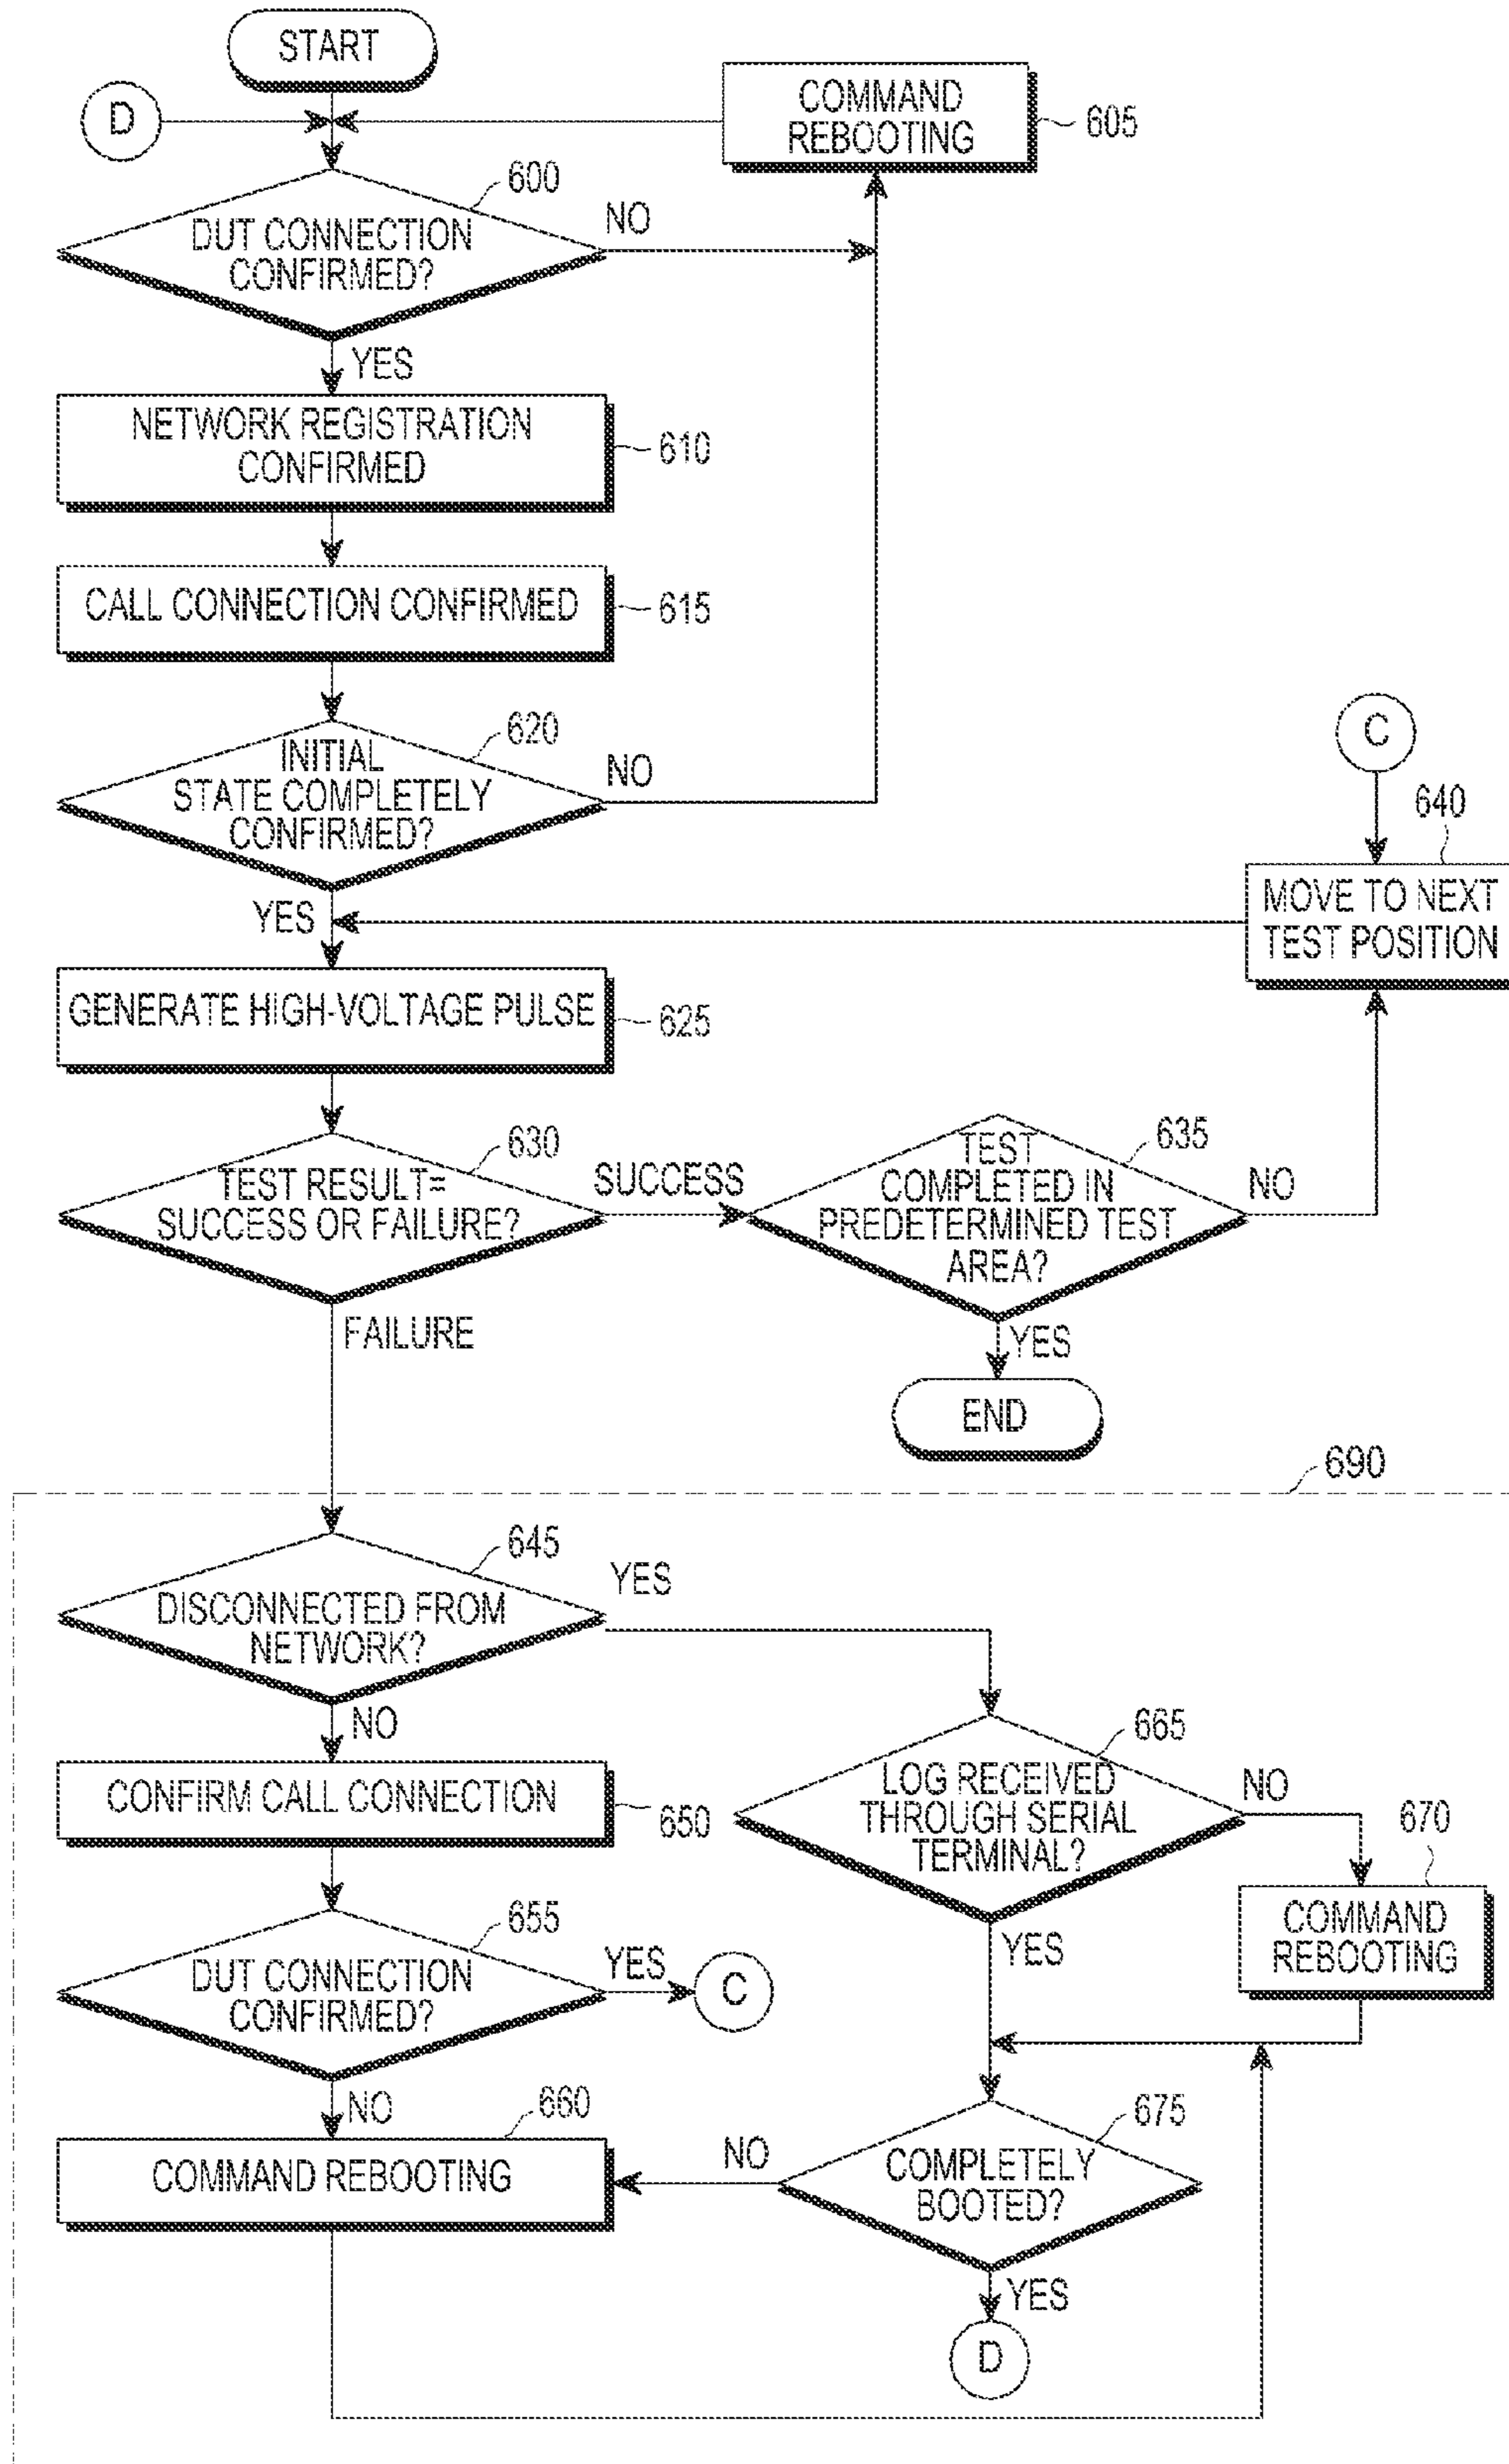 START
D
COMMAND
REBOOTING
605
600
DUT CONNECTION
CONFIRMED?
NO
YES
NETWORK REGISTRATION
CONFIRMED
610
CALL CONNECTION CONFIRMED
615
620
INITIAL
STATE COMPLETELY
CONFIRMED?
NO
C
640
MOVE TO NEXT
TEST POSITION
YES
GENERATE HIGH-VOLTAGE PULSE
625
630
TEST RESULT=
SUCCESS OR FAILURE?
SUCCESS
635
TEST
COMPLETED IN
PREDETERMINED TEST
AREA?
NO
FAILURE
YES
END
690
645
DISCONNECTED FROM
NETWORK?
YES
NO
CONFIRM CALL CONNECTION
650
665
LOG RECEIVED
THROUGH SERIAL
TERMINAL?
NO
670
COMMAND
REBOOTING
YES
655
DUT CONNECTION
CONFIRMED?
YES
C
NO
660
COMMAND REBOOTING
675
COMPLETELY
BOOTED?
NO
YES
D